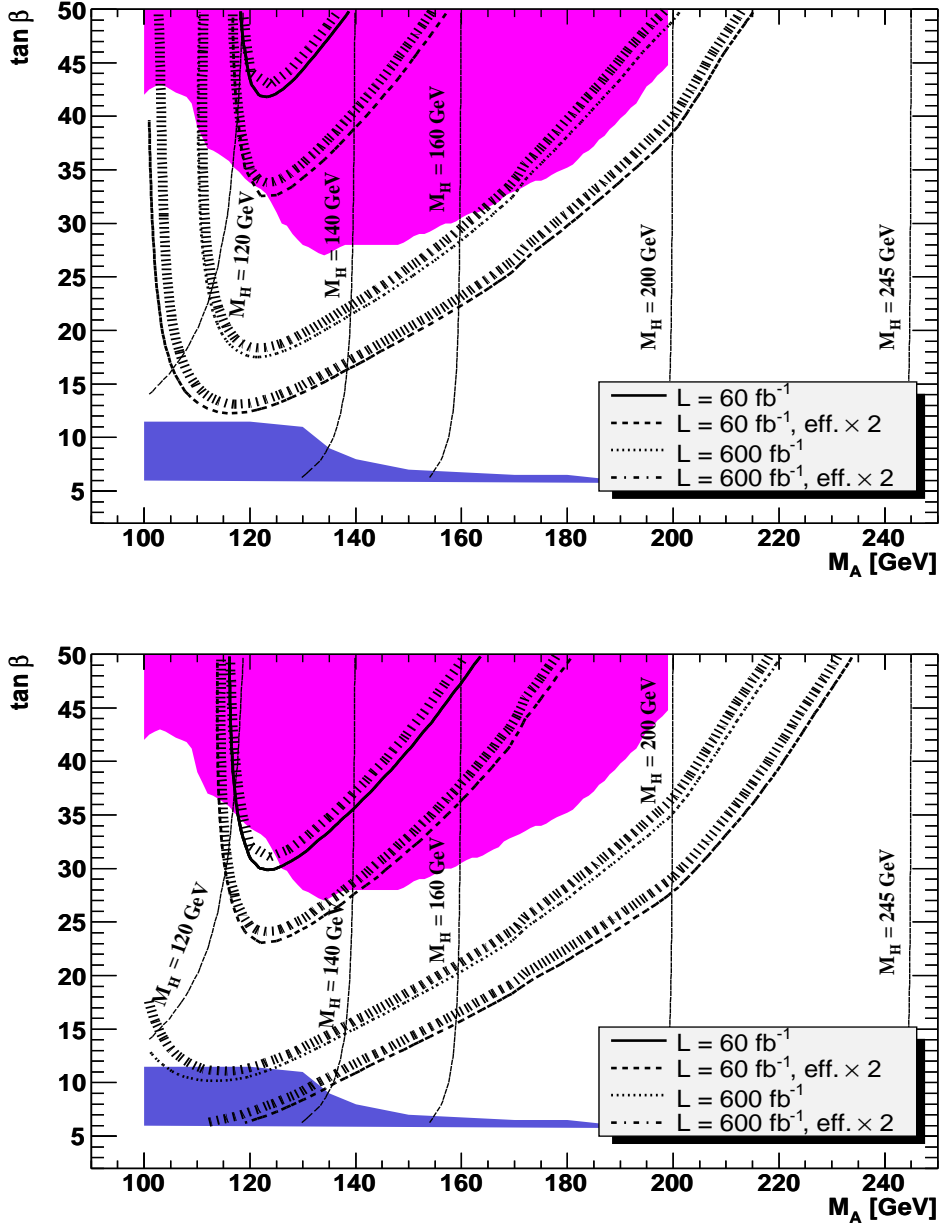 tan β
50
45
40
35
30
25
20
15
10
5
M_H = 120 GeV
M_H = 140 GeV
M_H = 160 GeV
M_H = 200 GeV
M_H = 245 GeV
L = 60 fb⁻¹
L = 60 fb⁻¹, eff. × 2
L = 600 fb⁻¹
L = 600 fb⁻¹, eff. × 2
100 120 140 160 180 200 220 240
M_A [GeV]
tan β
50
45
40
35
30
25
20
15
10
5
M_H = 120 GeV
M_H = 140 GeV
M_H = 160 GeV
M_H = 200 GeV
M_H = 245 GeV
L = 60 fb⁻¹
L = 60 fb⁻¹, eff. × 2
L = 600 fb⁻¹
L = 600 fb⁻¹, eff. × 2
100 120 140 160 180 200 220 240
M_A [GeV]